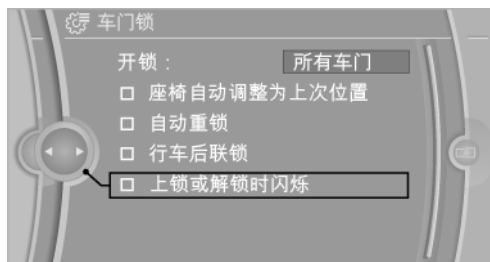 车门锁
开锁： 所有车门
座椅自动调整为上次位置
自动重锁
行车后联锁
上锁或解锁时闪烁